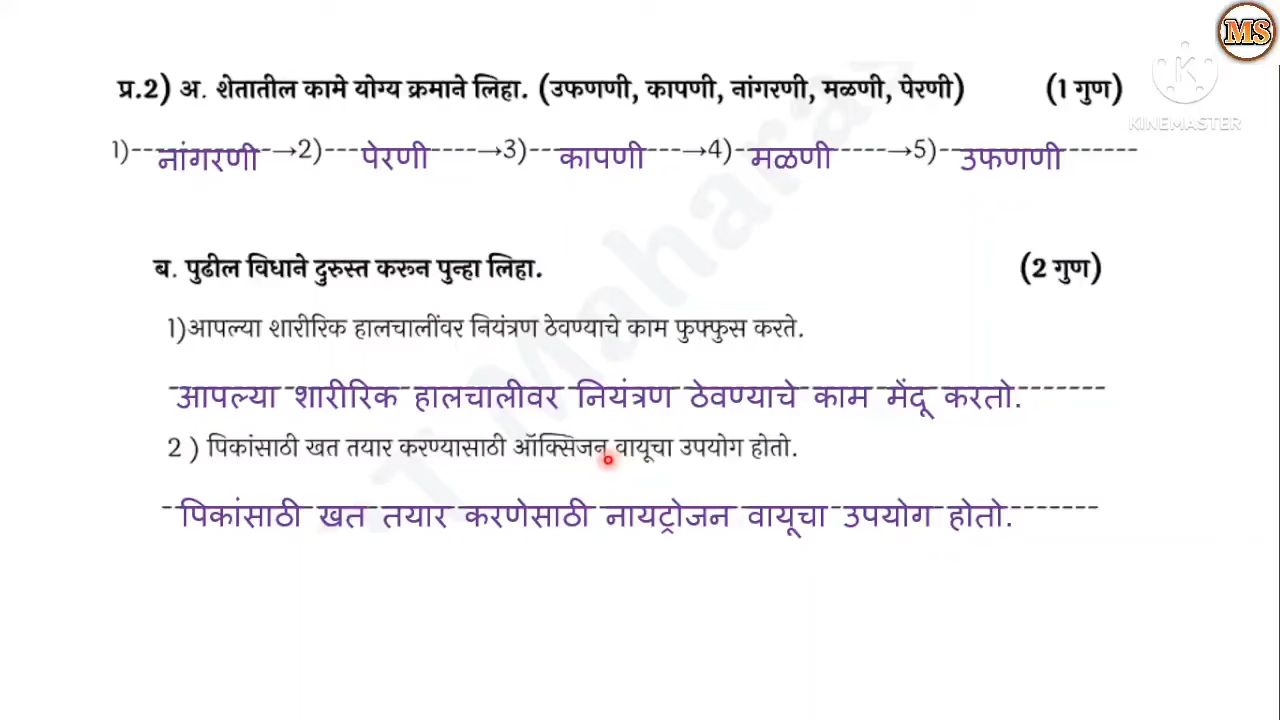 MS
KINEMASTER
प्र.2) अ. शेतातील कामे योग्य क्रमाने लिहा. (उफणणी, कापणी, नांगरणी, मळणी, पेरणी) (1 गुण)
1)--नांगरणी--→2)---पेरणी-----→3)--कापणी---→4)-मळणी-----→5)--उफणणी-------
ब. पुढील विधाने दुरुस्त करून पुन्हा लिहा. (2 गुण)
1)आपल्या शारीरिक हालचालींवर नियंत्रण ठेवण्याचे काम फुफ्फुस करते.
आपल्या शारीरिक हालचालीवर नियंत्रण ठेवण्याचे काम मेंदू करतो.
2 ) पिकांसाठी खत तयार करण्यासाठी ऑक्सिजन वायूचा उपयोग होतो.
पिकांसाठी खत तयार करणेसाठी नायट्रोजन वायूचा उपयोग होतो.